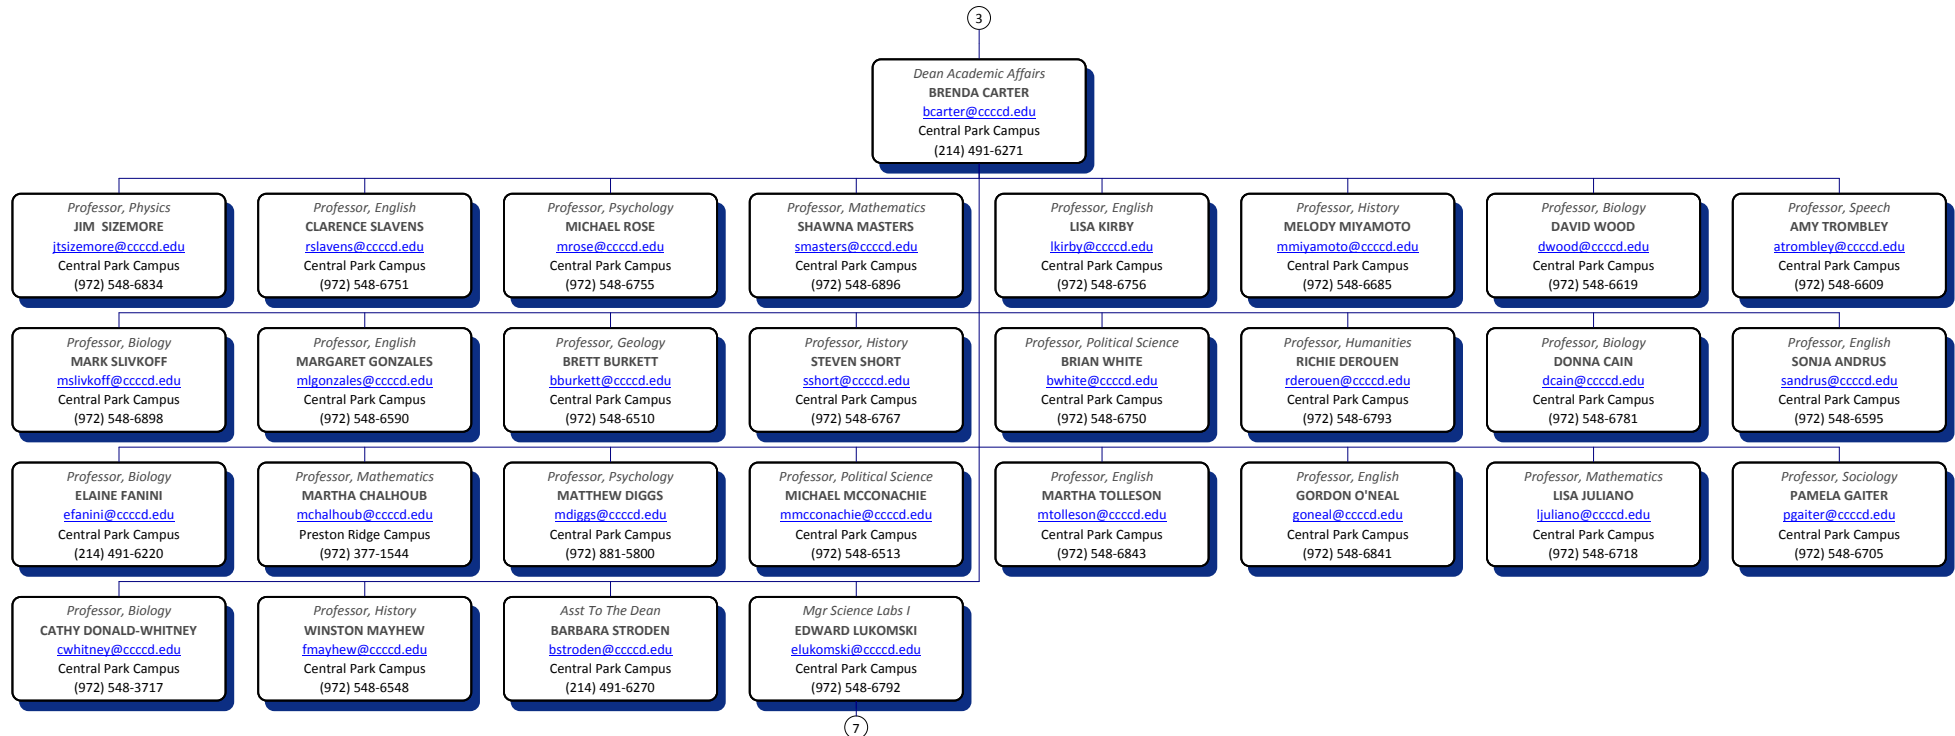 3
Dean Academic Affairs
BRENDA CARTER
bcarter@ccccd.edu
Central Park Campus
(214) 491-6271
Professor, Physics
JIM  SIZEMORE
jtsizemore@ccccd.edu
Central Park Campus
(972) 548-6834
Professor, English
CLARENCE SLAVENS
rslavens@ccccd.edu
Central Park Campus
(972) 548-6751
Professor, Psychology
MICHAEL ROSE
mrose@ccccd.edu
Central Park Campus
(972) 548-6755
Professor, Mathematics
SHAWNA MASTERS
smasters@ccccd.edu
Central Park Campus
(972) 548-6896
Professor, English
LISA KIRBY
lkirby@ccccd.edu
Central Park Campus
(972) 548-6756
Professor, History
MELODY MIYAMOTO
mmiyamoto@ccccd.edu
Central Park Campus
(972) 548-6685
Professor, Biology
DAVID WOOD
dwood@ccccd.edu
Central Park Campus
(972) 548-6619
Professor, Speech
AMY TROMBLEY
atrombley@ccccd.edu
Central Park Campus
(972) 548-6609
Professor, Biology
MARK SLIVKOFF
mslivkoff@ccccd.edu
Central Park Campus
(972) 548-6898
Professor, English
MARGARET GONZALES
mlgonzales@ccccd.edu
Central Park Campus
(972) 548-6590
Professor, Geology
BRETT BURKETT
bburkett@ccccd.edu
Central Park Campus
(972) 548-6510
Professor, History
STEVEN SHORT
sshort@ccccd.edu
Central Park Campus
(972) 548-6767
Professor, Political Science
BRIAN WHITE
bwhite@ccccd.edu
Central Park Campus
(972) 548-6750
Professor, Humanities
RICHIE DEROUEN
rderouen@ccccd.edu
Central Park Campus
(972) 548-6793
Professor, Biology
DONNA CAIN
dcain@ccccd.edu
Central Park Campus
(972) 548-6781
Professor, English
SONJA ANDRUS
sandrus@ccccd.edu
Central Park Campus
(972) 548-6595
Professor, Biology
ELAINE FANINI
efanini@ccccd.edu
Central Park Campus
(214) 491-6220
Professor, Mathematics
MARTHA CHALHOUB
mchalhoub@ccccd.edu
Preston Ridge Campus
(972) 377-1544
Professor, Psychology
MATTHEW DIGGS
mdiggs@ccccd.edu
Central Park Campus
(972) 881-5800
Professor, Political Science
MICHAEL MCCONACHIE
mmcconachie@ccccd.edu
Central Park Campus
(972) 548-6513
Professor, English
MARTHA TOLLESON
mtolleson@ccccd.edu
Central Park Campus
(972) 548-6843
Professor, English
GORDON O'NEAL
goneal@ccccd.edu
Central Park Campus
(972) 548-6841
Professor, Mathematics
LISA JULIANO
ljuliano@ccccd.edu
Central Park Campus
(972) 548-6718
Professor, Sociology
PAMELA GAITER
pgaiter@ccccd.edu
Central Park Campus
(972) 548-6705
Professor, Biology
CATHY DONALD-WHITNEY
cwhitney@ccccd.edu
Central Park Campus
(972) 548-3717
Professor, History
WINSTON MAYHEW
fmayhew@ccccd.edu
Central Park Campus
(972) 548-6548
Asst To The Dean
BARBARA STRODEN
bstroden@ccccd.edu
Central Park Campus
(214) 491-6270
Mgr Science Labs I
EDWARD LUKOMSKI
elukomski@ccccd.edu
Central Park Campus
(972) 548-6792
7